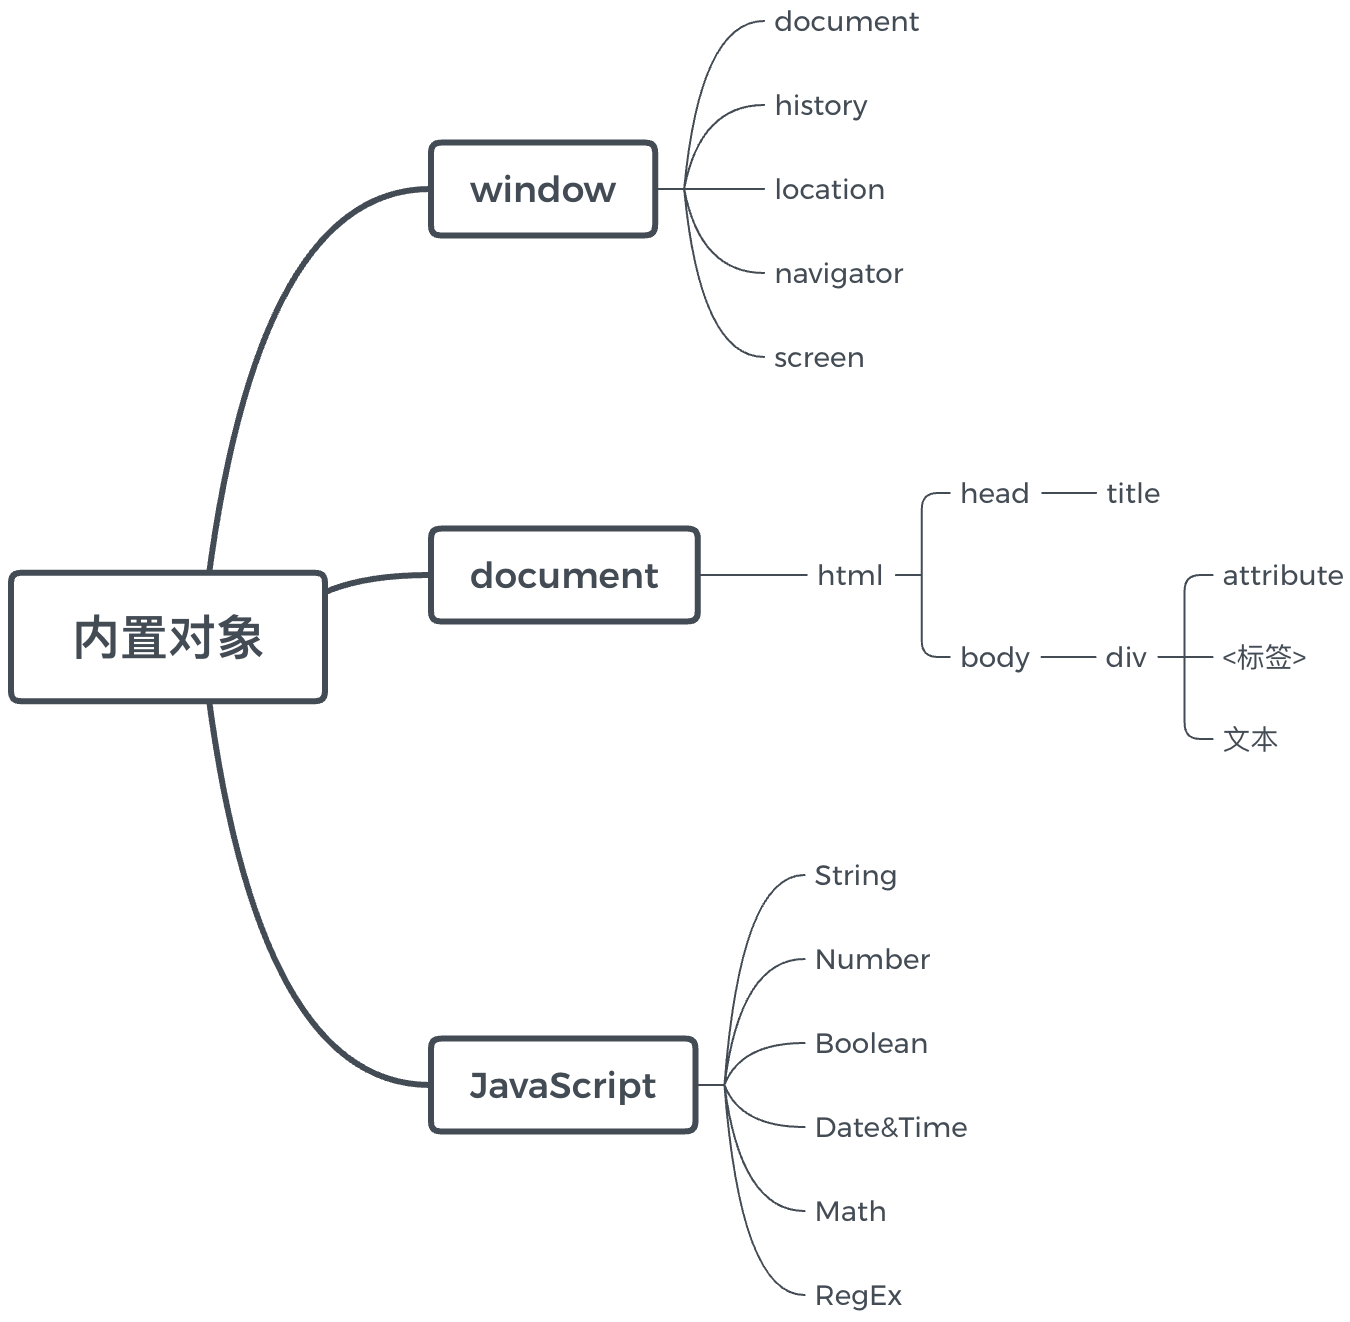 内置对象
window
document
history
location
navigator
screen
document
html
head
title
body
div
attribute
<标签>
文本
JavaScript
String
Number
Boolean
Date&Time
Math
RegEx